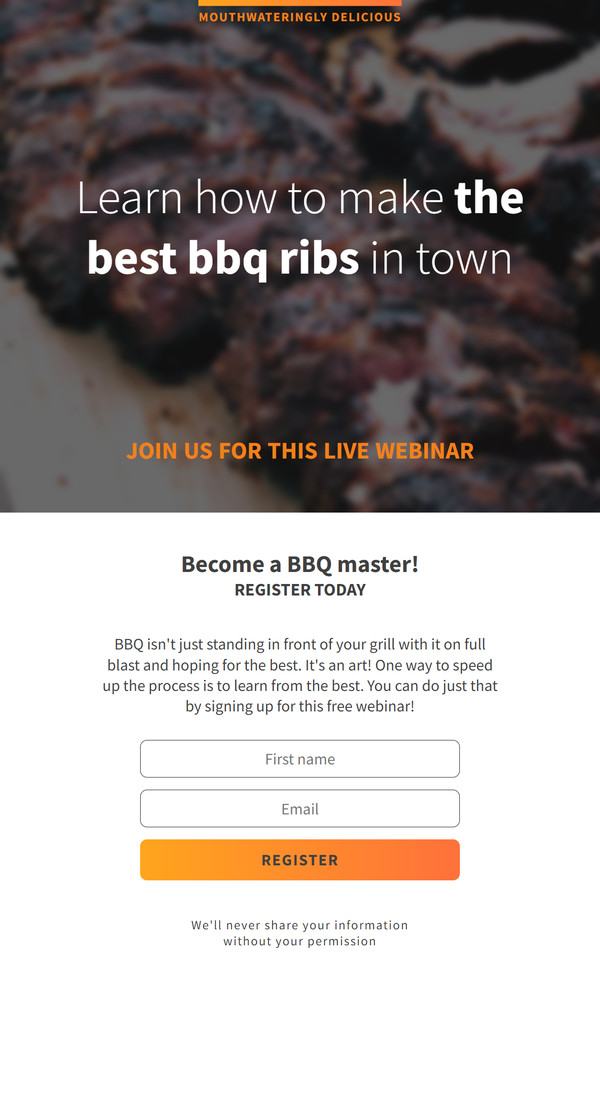 MOUTHWATERINGLY DELICIOUS
Learn how to make the
best bbq ribs in town
JOIN US FOR THIS LIVE WEBINAR
Become a BBQ master!
REGISTER TODAY
BBQ isn't just standing in front of your grill with it on full
blast and hoping for the best. It's an art! One way to speed
up the process is to learn from the best. You can do just that
by signing up for this free webinar!
First name
Email
REGISTER
We'll never share your information
without your permission